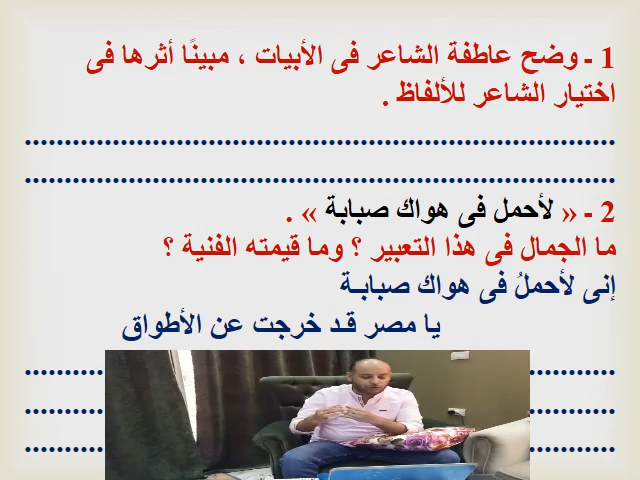 1 ـ وضح عاطفة الشاعر فى الأبيات ، مبينًا أثرها فى
اختيار الشاعر للألفاظ .
........................................................................
........................................................................
2 ـ « لأحمل فى هواك صبابة » .
ما الجمال فى هذا التعبير ؟ وما قيمته الفنية ؟
إنى لأحملُ فى هواك صبابـة
يا مصر قـد خرجت عن الأطواق